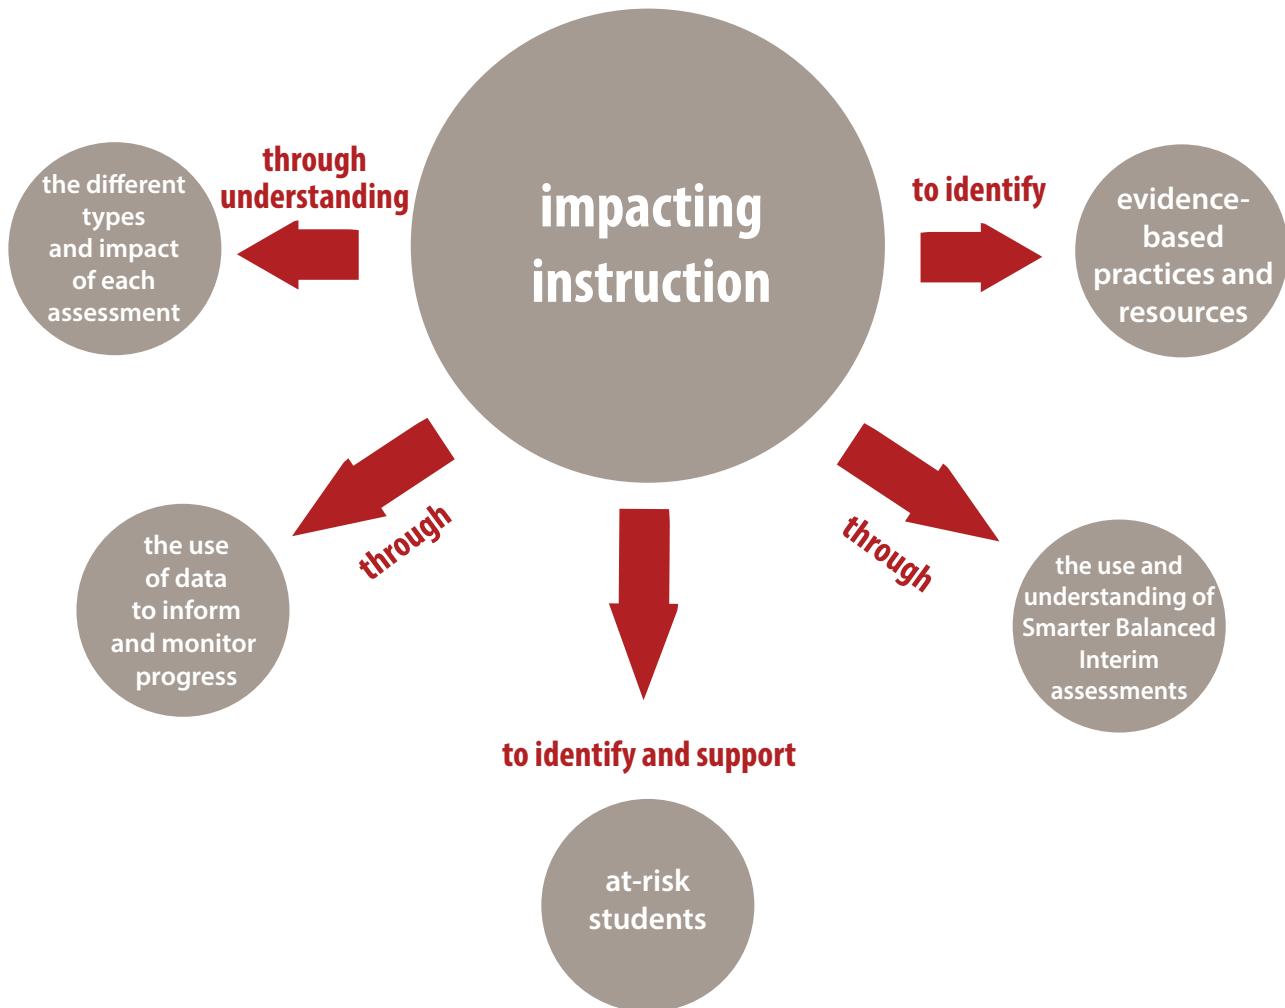 impacting
instruction
through
understanding
the different
types
and impact
of each
assessment
to identify
evidence-
based
practices and
resources
through
the use
of data
to inform
and monitor
progress
through
the use and
understanding of
Smarter Balanced
Interim
assessments
to identify and support
at-risk
students